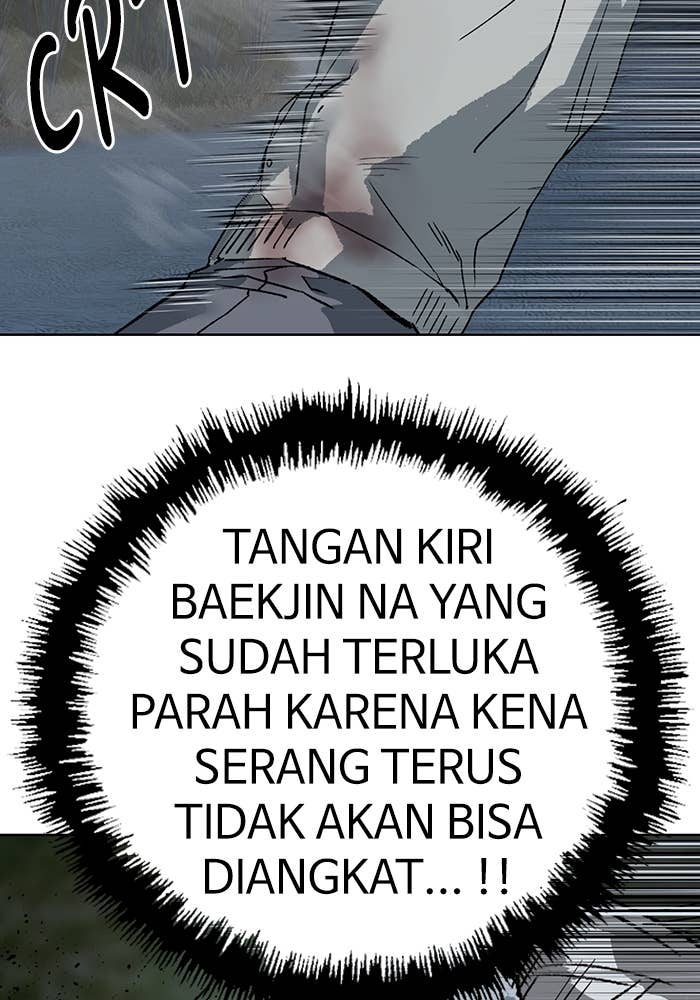 TANGAN KIRI
BAEKJIN NA YANG
SUDAH TERLUKA
PARAH KARENA KENA
SERANG TERUS
TIDAK AKAN BISA
DIANGKAT... !!